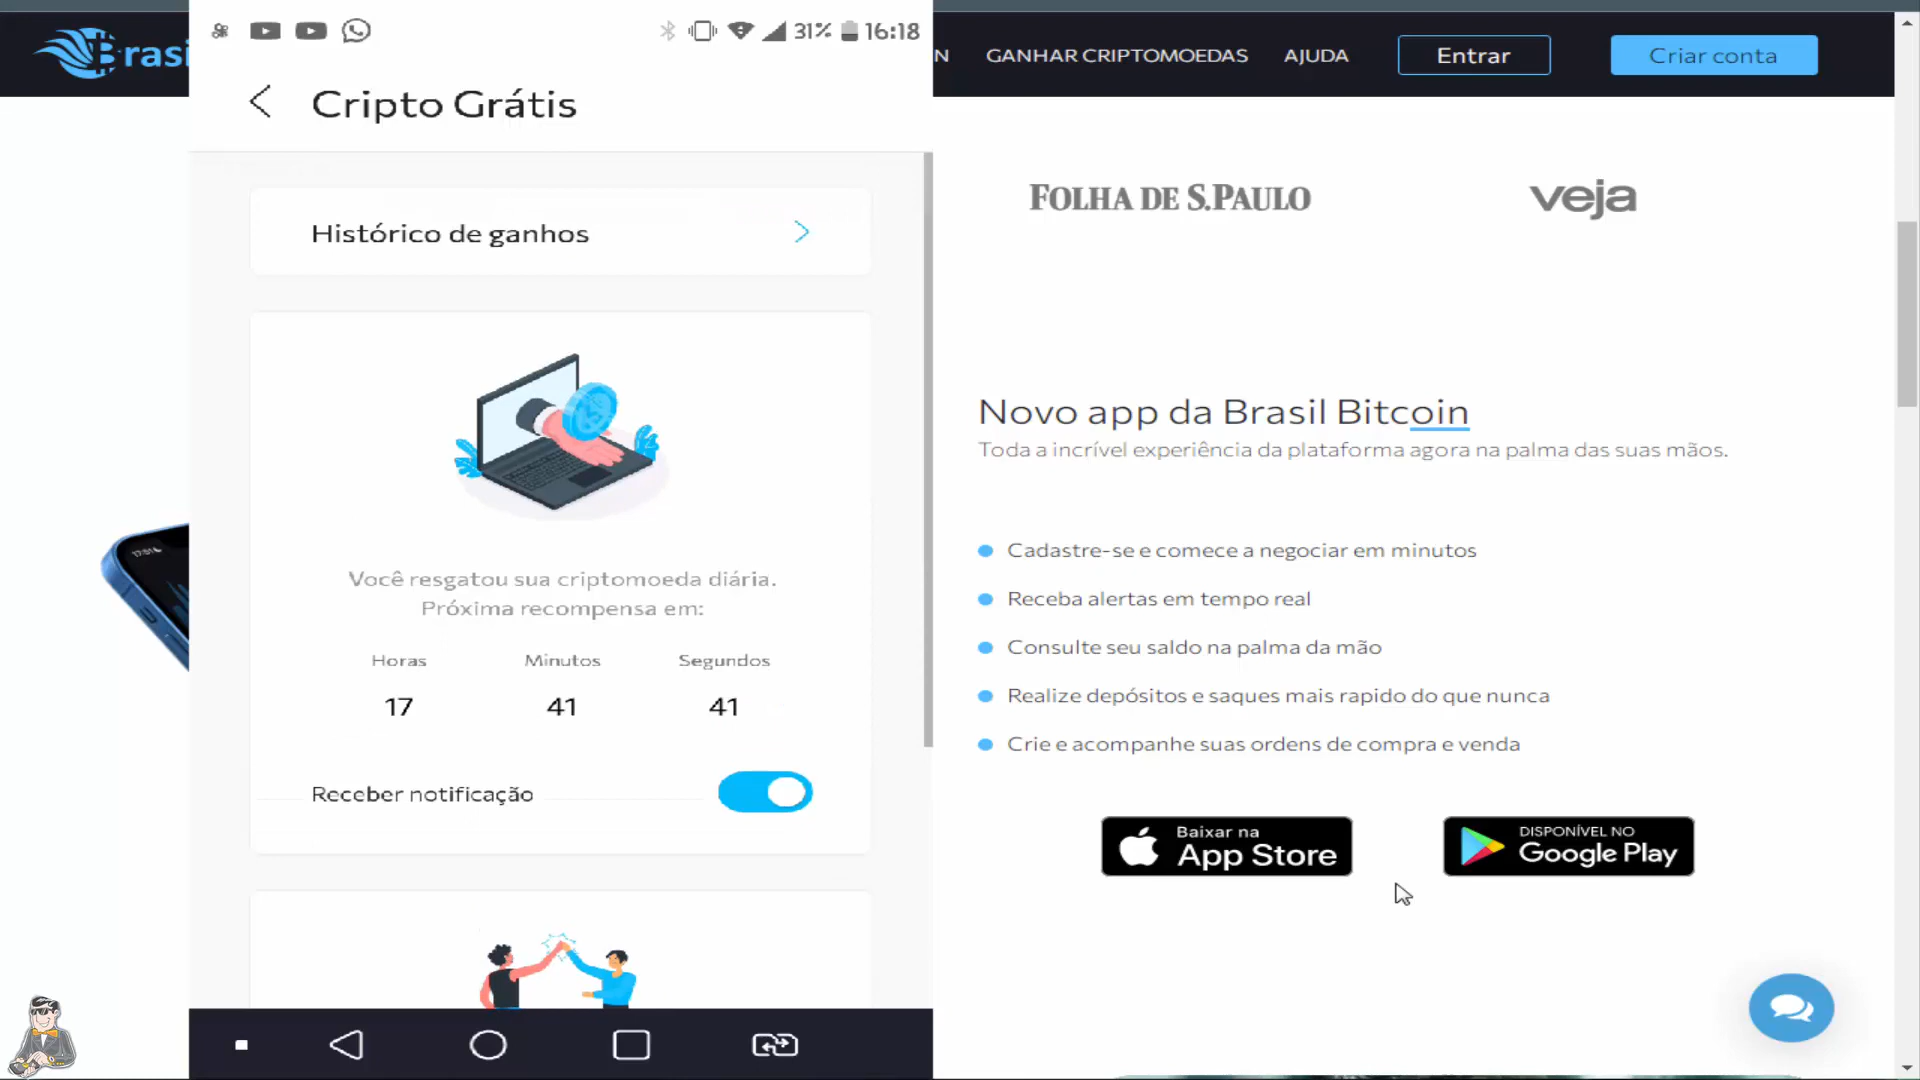 31% 16:18
Brasi
N GANHAR CRIPTOMOEDAS AJUDA Entrar Criar conta
Cripto Grátis
Histórico de ganhos
Você resgatou sua criptomoeda diária.
Próxima recompensa em:
Horas Minutos Segundos
17 41 41
Receber notificação
FOLHA DE S.PAULO veja
Novo app da Brasil Bitcoin
Toda a incrível experiência da plataforma agora na palma das suas mãos.
Cadastre-se e comece a negociar em minutos
Receba alertas em tempo real
Consulte seu saldo na palma da mão
Realize depósitos e saques mais rapido do que nunca
Crie e acompanhe suas ordens de compra e venda
Baixar na
App Store
DISPONÍVEL NO
Google Play